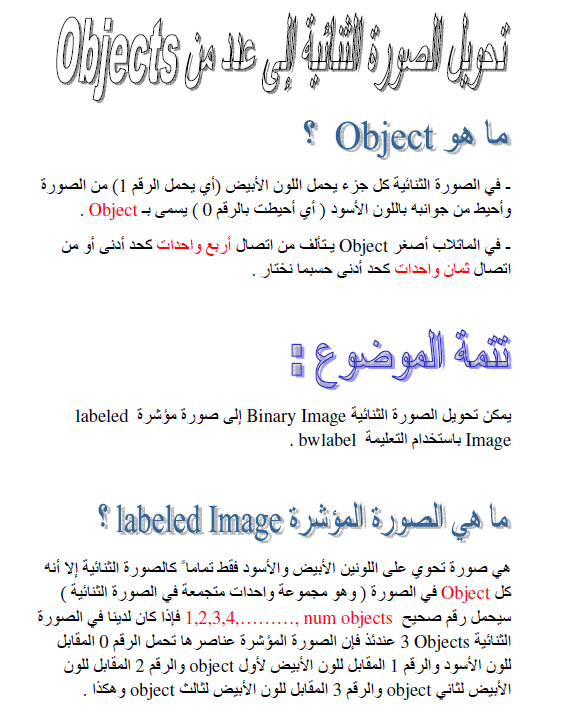 تحويل الصورة الثنائية إلى عدد من Objects
ما هو Object ؟
- في الصورة الثنائية كل جزء يحمل اللون الأبيض (أي يحمل الرقم 1) من الصورة
وأحيط من جوانبه باللون الأسود ( أي أحيطت بالرقم 0 ) يسمى بـ Object .
- في الماتلاب أصغر Object يـتألف من اتصال أربع واحدات كحد أدنى أو من
اتصال ثمان واحدات كحد أدنى حسبما نختار .
تتمة الموضوع :
يمكن تحويل الصورة الثنائية Binary Image إلى صورة مؤشرة labeled
Image باستخدام التعليمة bwlabel .
ما هي الصورة المؤشرة labeled Image ؟
هي صورة تحوي على اللونين الأبيض والأسود فقط تماماً كالصورة الثنائية إلا أنه
كل Object في الصورة ( وهو مجموعة واحدات متجمعة في الصورة الثنائية )
سيحمل رقم صحيح 1,2,3,4,………, num objects فإذا كان لدينا في الصورة
الثنائية 3 Objects عندئذ فإن الصورة المؤشرة عناصرها تحمل الرقم 0 المقابل
للون الأسود والرقم 1 المقابل للون الأبيض لأول object والرقم 2 المقابل للون
الأبيض لثاني object والرقم 3 المقابل للون الأبيض لثالث object وهكذا .